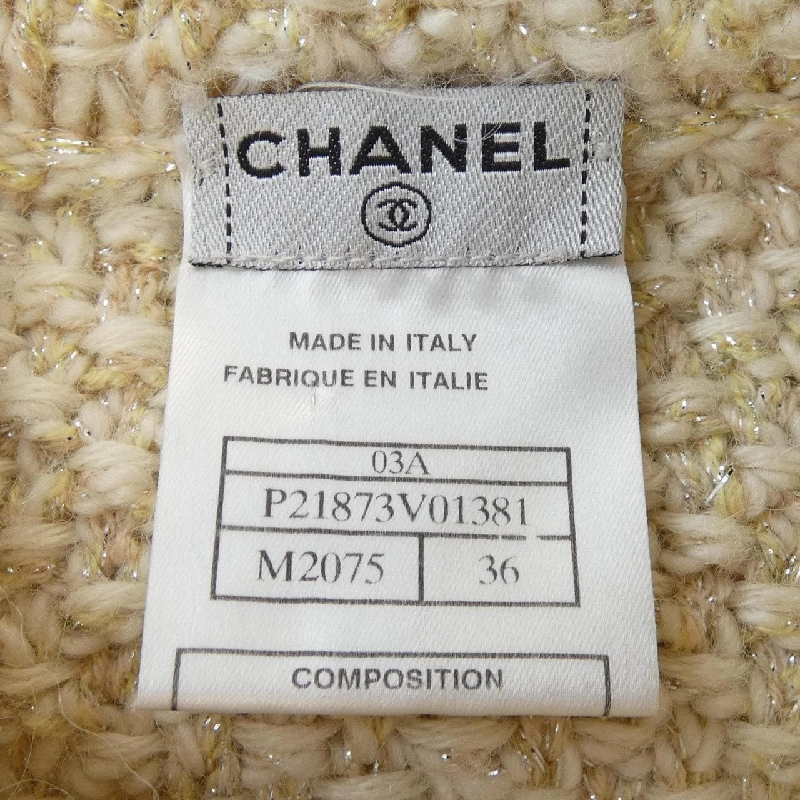 CHANEL
MADE IN ITALY
FABRIQUE EN ITALIE
03A
P21873V01381
M2075 36
COMPOSITION